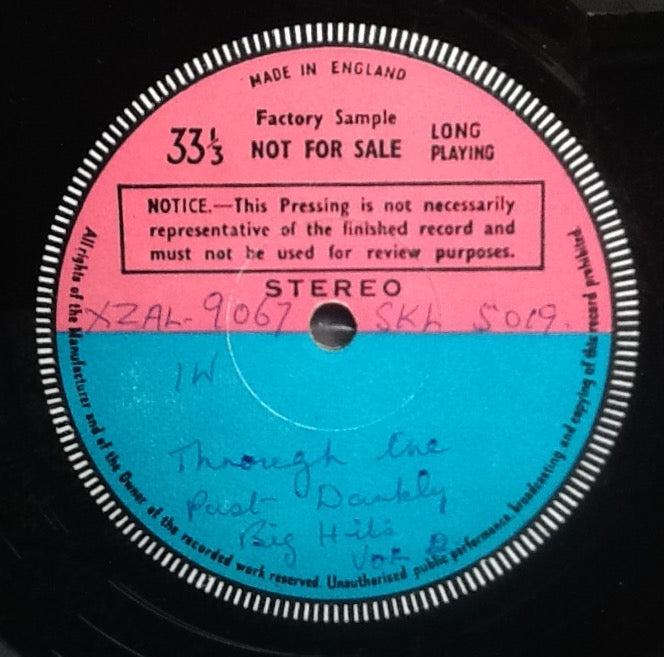 MADE IN ENGLAND
33⅓
Factory Sample
NOT FOR SALE
LONG
PLAYING
NOTICE.—This Pressing is not necessarily
representative of the finished record and
must not be used for review purposes.
STEREO
XZAL-9067 SKL 5019.
1W
Through the
Past Darkly
Big Hits
Vol 2
All rights of the Manufacturer and of the Owner of the recorded work reserved. Unauthorised public performance, broadcasting and copying of this record prohibited